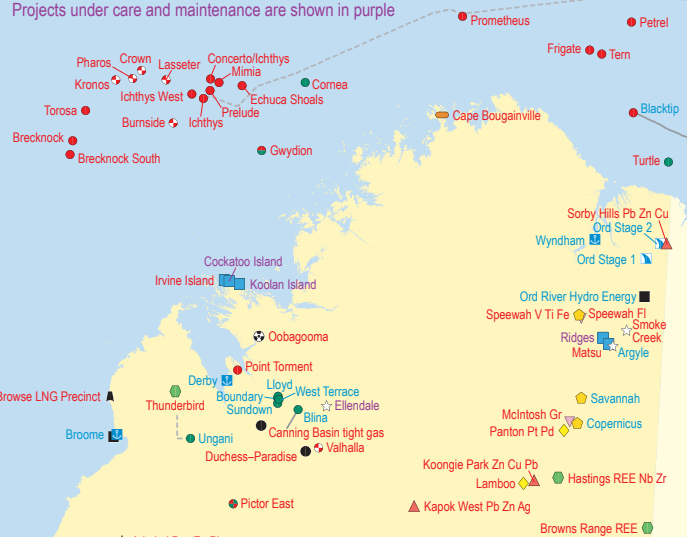 Projects under care and maintenance are shown in purple
Prometheus
Petrel
Frigate
Tern
Crown
Pharos
Lasseter
Concerto/Ichthys
Mimia
Kronos
Cornea
Ichthys West
Echuca Shoals
Torosa
Prelude
Burnside
Ichthys
Cape Bougainville
Blacktip
Brecknock
Brecknock South
Gwydion
Turtle
Sorby Hills Pb Zn Cu
Ord Stage 2
Wyndham
Ord Stage 1
Cockatoo Island
Irvine Island
Koolan Island
Ord River Hydro Energy
Speewah V Ti Fe
Speewah Fl
Smoke
Creek
Oobagooma
Ridges
Matsu
Argyle
Point Torment
Derby
Lloyd
Browse LNG Precinct
Boundary
West Terrace
Thunderbird
Sundown
Ellendale
Blina
Savannah
McIntosh Gr
Copernicus
Panton Pt Pd
Broome
Ungani
Canning Basin tight gas
Duchess–Paradise
Valhalla
Koongie Park Zn Cu Pb
Lamboo
Hastings REE Nb Zr
Pictor East
Kapok West Pb Zn Ag
Browns Range REE